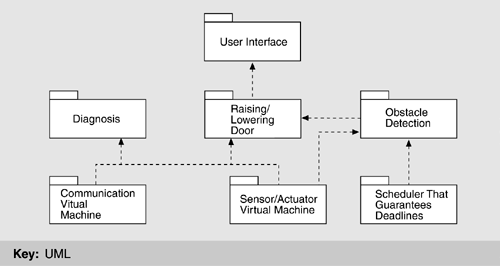 User Interface
Diagnosis
Raising/
Lowering
Door
Obstacle
Detection
Communication
Vitual
Machine
Sensor/Actuator
Virtual Machine
Scheduler That
Guarantees
Deadlines
Key: UML